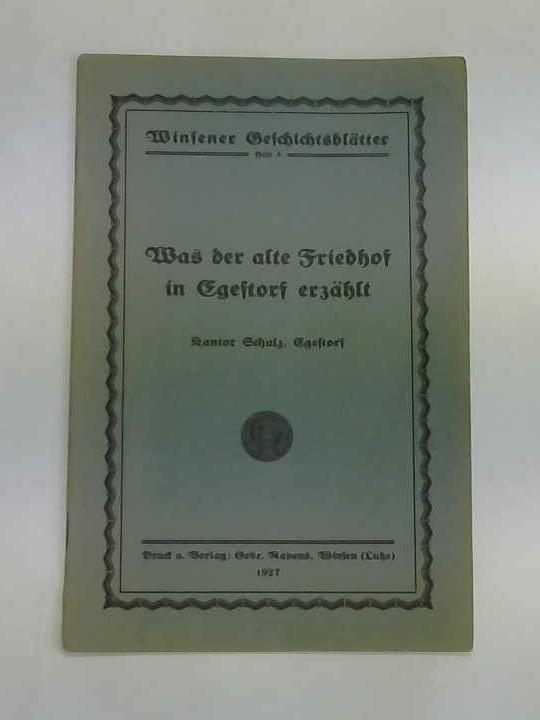 Winsener Geschichtsblätter
Heft
Was der alte Friedhof
in Egestorf erzählt
Kantor Schulz, Egestorf
Druck u. Verlag: Gebr. Ravens, Winsen (Luhe)
1927